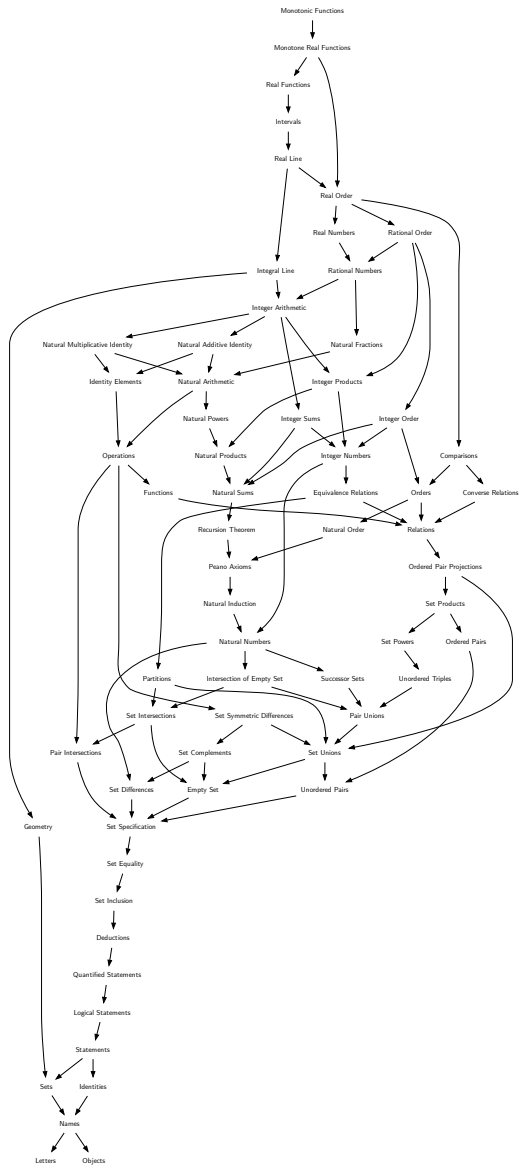 Monotonic Functions
Monotone Real Functions
Real Functions
Intervals
Real Line
Real Order
Real Numbers
Rational Order
Integral Line
Rational Numbers
Integer Arithmetic
Natural Multiplicative Identity
Natural Additive Identity
Natural Fractions
Identity Elements
Natural Arithmetic
Integer Products
Natural Powers
Integer Sums
Integer Order
Operations
Natural Products
Integer Numbers
Comparisons
Functions
Natural Sums
Equivalence Relations
Orders
Converse Relations
Recursion Theorem
Natural Order
Relations
Peano Axioms
Ordered Pair Projections
Natural Induction
Set Products
Natural Numbers
Set Powers
Ordered Pairs
Partitions
Intersection of Empty Set
Successor Sets
Unordered Triples
Set Intersections
Set Symmetric Differences
Pair Unions
Pair Intersections
Set Complements
Set Unions
Set Differences
Empty Set
Unordered Pairs
Geometry
Set Specification
Set Equality
Set Inclusion
Deductions
Quantified Statements
Logical Statements
Statements
Sets
Identities
Names
Letters
Objects